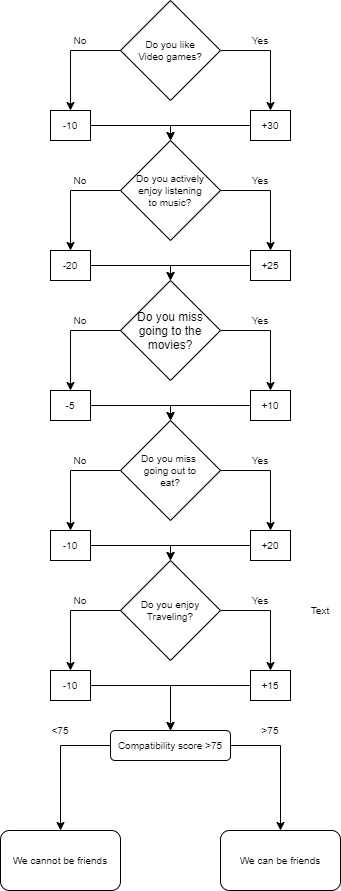 Do you like
Video games?
No
Yes
-10
+30
Do you actively
enjoy listening
to music?
No
Yes
-20
+25
Do you miss
going to the
movies?
No
Yes
-5
+10
Do you miss
going out to
eat?
No
Yes
-10
+20
Do you enjoy
Traveling?
No
Yes
Text
-10
+15
<75
>75
Compatibility score >75
We cannot be friends
We can be friends